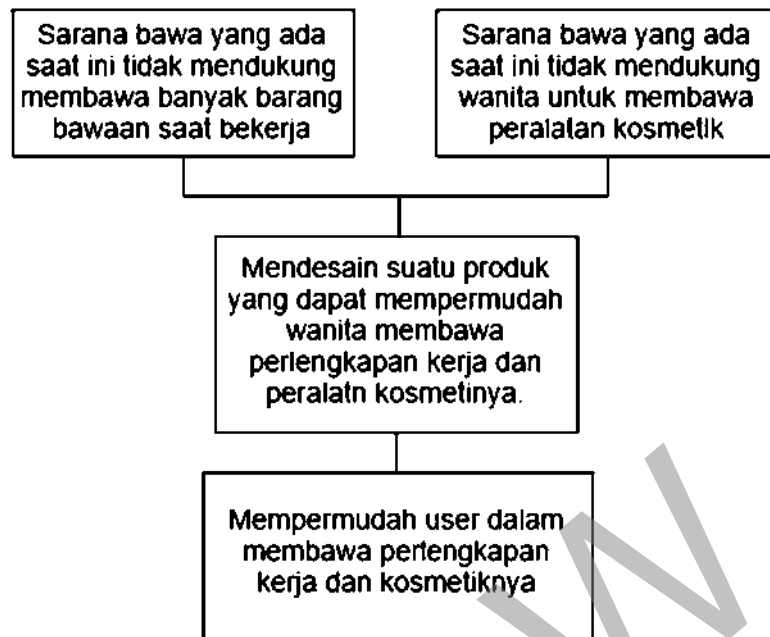 Sarana bawa yang ada
saat ini tidak mendukung
membawa banyak barang
bawaan saat bekerja
Sarana bawa yang ada
saat ini tidak mendukung
wanita untuk membawa
peralatan kosmetik
Mendesain suatu produk
yang dapat mempermudah
wanita membawa
perlengkapan kerja dan
peralatn kosmetinya.
Mempermudah user dalam
membawa perlengkapan
kerja dan kosmetiknya
W